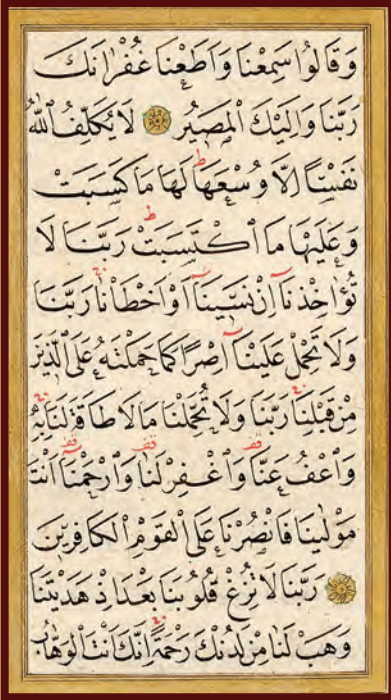 وَقَالُوا سَمِعْنَا وَاَطَعْنَا غُفْرَانَكَ
رَبَّنَا وَاِلَيْكَ الْمَصِيرُ لَا يُكَلِّفُ اللّٰهُ
نَفْسًا اِلَّا وُسْعَهَا لَهَا مَا كَسَبَتْ
وَعَلَيْهَا مَا اكْتَسَبَتْ رَبَّنَا لَا
تُؤَاخِذْنَٓا اِنْ نَسِينَٓا اَوْ اَخْطَاْنَا رَبَّنَا
وَلَا تَحْمِلْ عَلَيْنَٓا اِصْرًا كَمَا حَمَلْتَهُ عَلَى الَّذِينَ
مِنْ قَبْلِنَا رَبَّنَا وَلَا تُحَمِّلْنَا مَا لَا طَاقَةَ لَنَا بِهِ
وَاعْفُ عَنَّا وَاغْفِرْ لَنَا وَارْحَمْنَا اَنْتَ
مَوْلٰينَا فَانْصُرْنَا عَلَى الْقَوْمِ الْكَافِرِينَ
رَبَّنَا لَا تُزِغْ قُلُوبَنَا بَعْدَ اِذْ هَدَيْتَنَا
وَهَبْ لَنَا مِنْ لَدُنْكَ رَحْمَةً اِنَّكَ اَنْتَ الْوَهَّابُ